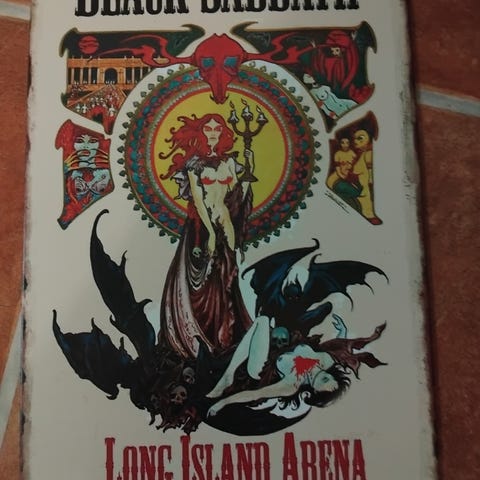 BLACK SABBATH
LONG ISLAND ARENA